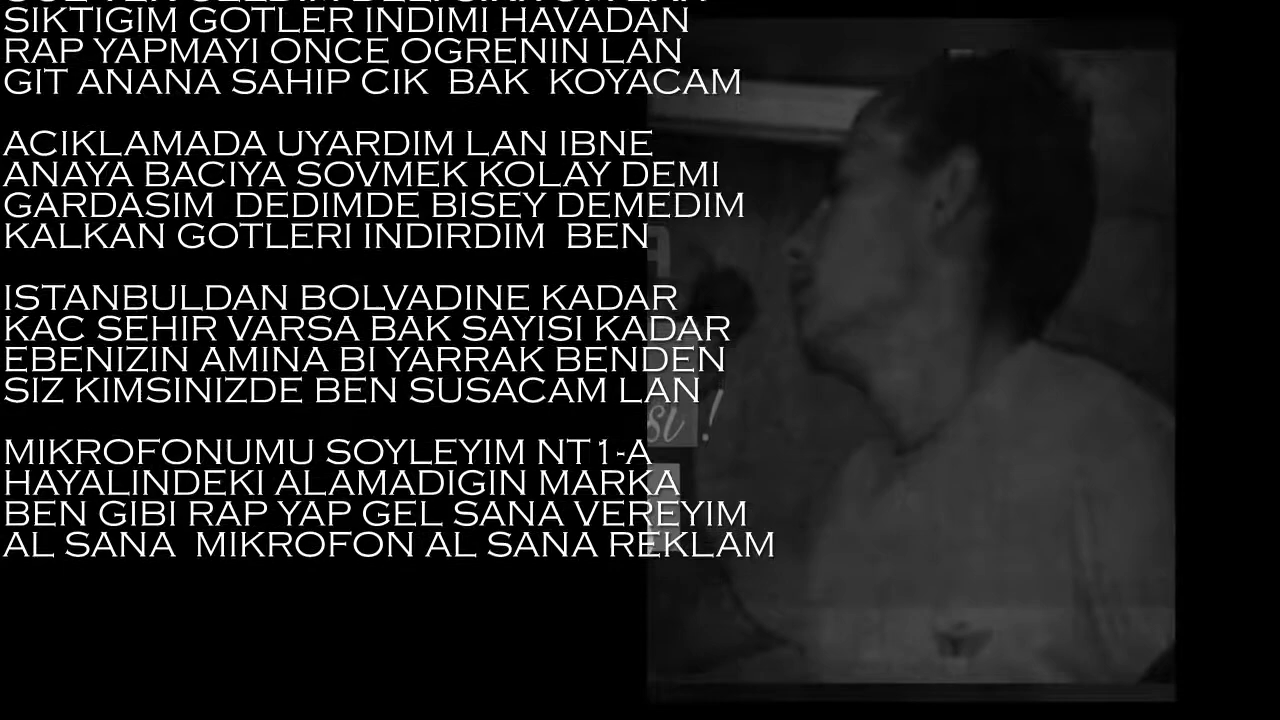 SIKTIGIM GOTLER INDIMI HAVADAN
RAP YAPMAYI ONCE OGRENIN LAN
GIT ANANA SAHIP CIK BAK KOYACAM
ACIKLAMADA UYARDIM LAN IBNE
ANAYA BACIYA SOVMEK KOLAY DEMI
GARDASIM DEDIMDE BISEY DEMEDIM
KALKAN GOTLERI INDIRDIM BEN
ISTANBULDAN BOLVADINE KADAR
KAC SEHIR VARSA BAK SAYISI KADAR
EBENIZIN AMINA BI YARRAK BENDEN
SIZ KIMSINIZDE BEN SUSACAM LAN
MIKROFONUMU SOYLEYIM NT1-A
HAYALINDEKI ALAMADIGIN MARKA
BEN GIBI RAP YAP GEL SANA VEREYIM
AL SANA MIKROFON AL SANA REKLAM